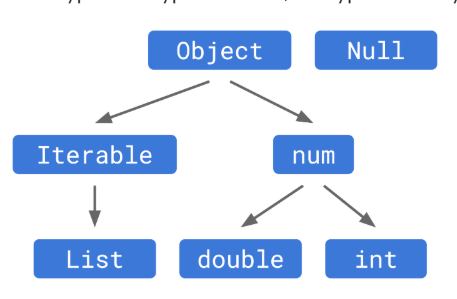 Object Null
Iterable num
List double int